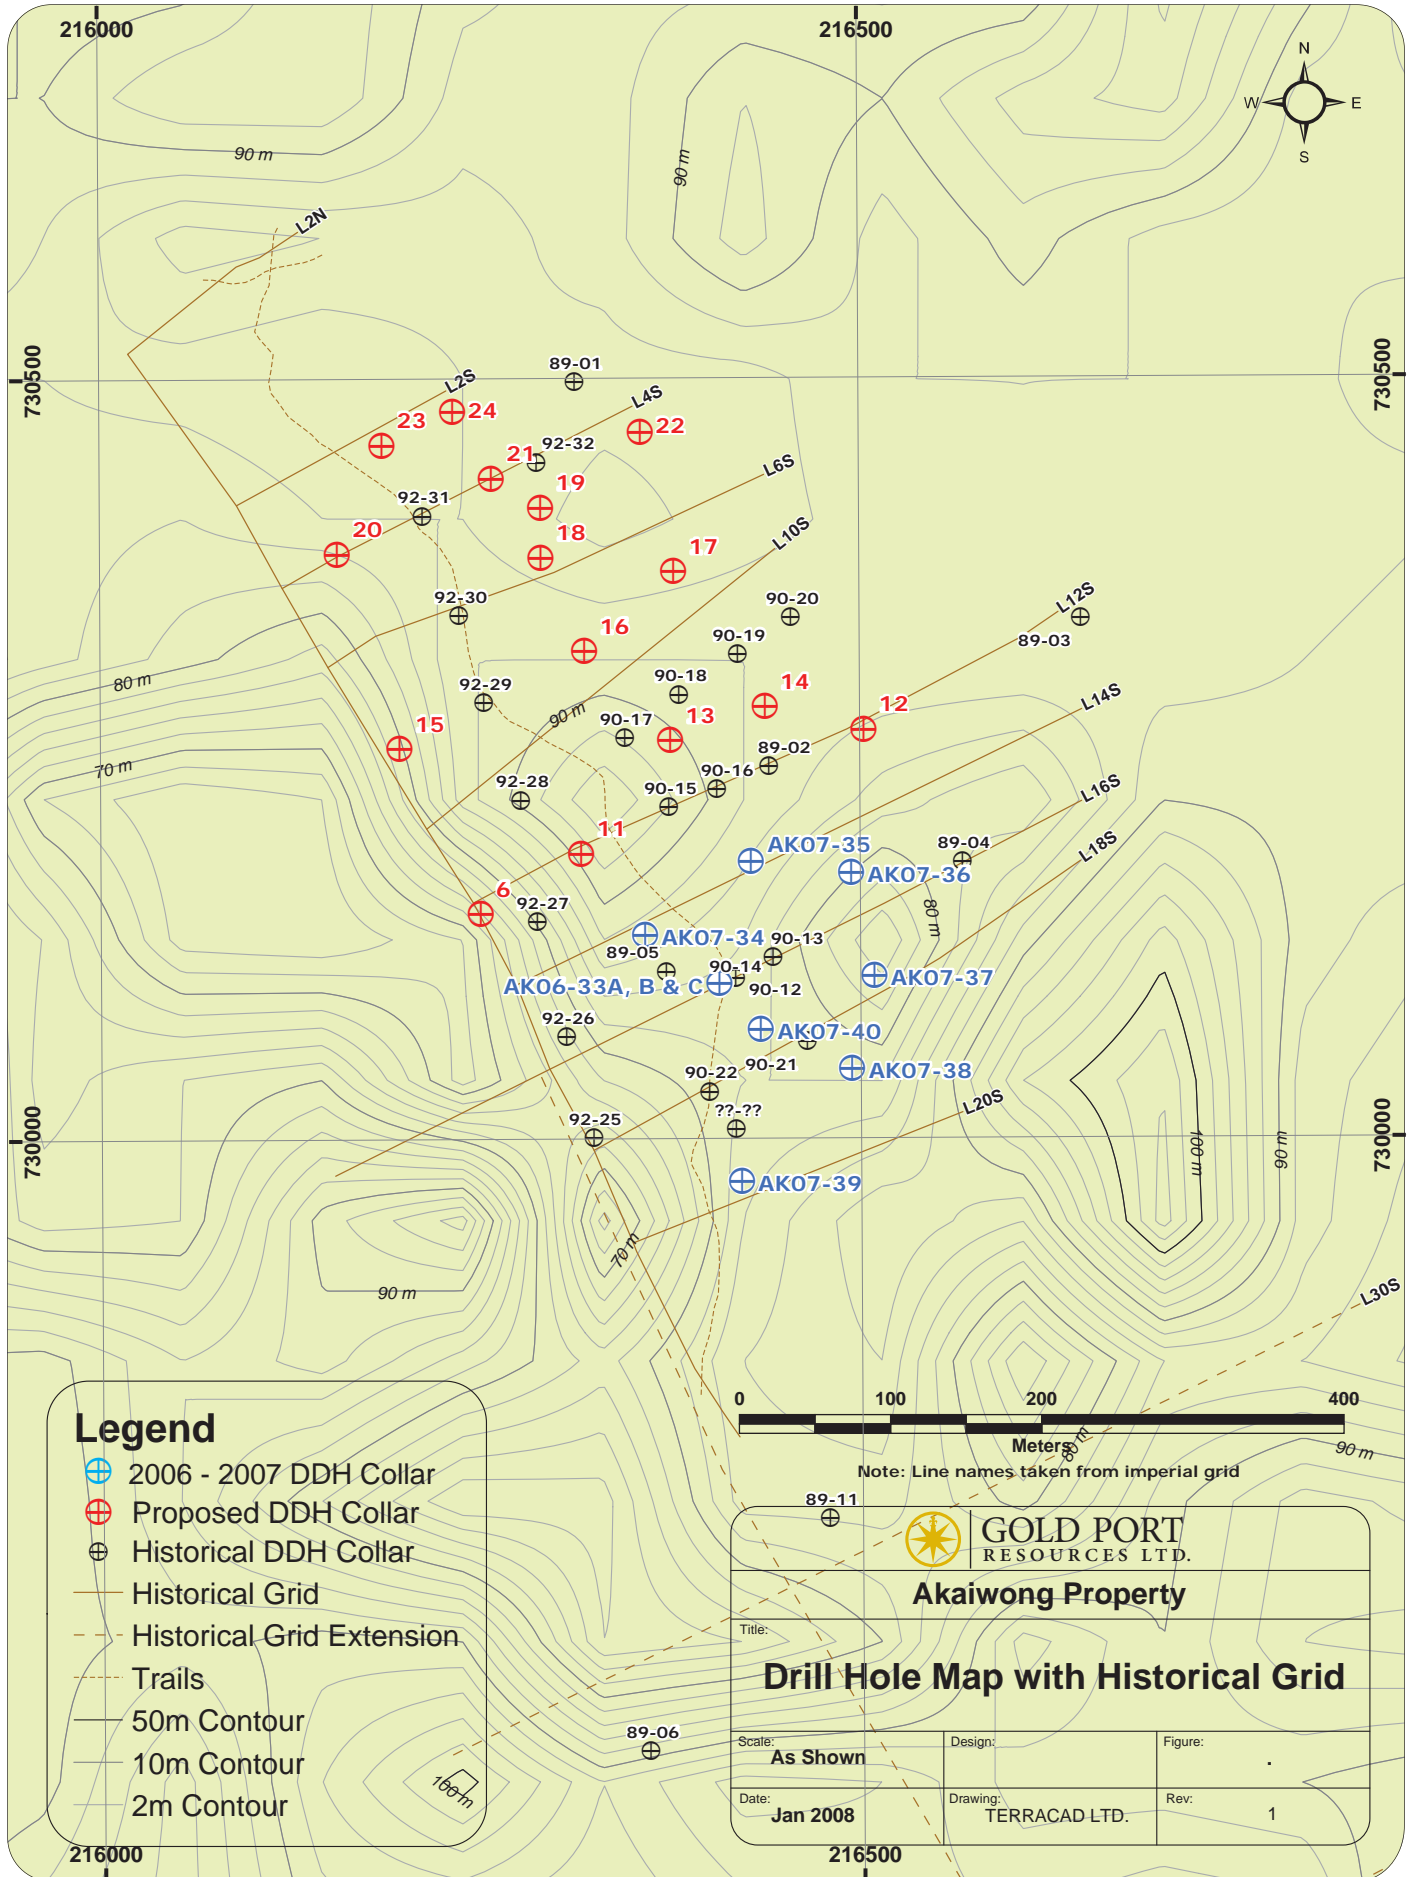 216000
216500
N
W E
S
90 m
90 m
L2N
730500
730500
89-01
L2S
L4S
24
23
22
21
92-32
L6S
19
92-31
20
18
L10S
17
92-30
90-20
L12S
16
90-19
89-03
80 m
92-29
90-18
14
L14S
90 m
15
90-17
13
12
70 m
89-02
92-28
90-16
90-15
L16S
11
AK07-35
89-04
L18S
AK07-36
6
92-27
80 m
AK07-34
90-13
89-05
90-14
AK07-37
AK06-33A, B & C
90-12
92-26
AK07-40
90-21
AK07-38
90-22
L20S
??-??
92-25
730000
730000
100 m
90 m
AK07-39
70 m
90 m
L30S
0 100 200 400
Meters
80 m
90 m
Note: Line names taken from imperial grid
Legend
2006 - 2007 DDH Collar
Proposed DDH Collar
Historical DDH Collar
Historical Grid
Historical Grid Extension
Trails
50m Contour
10m Contour
2m Contour
89-11
GOLD PORT
RESOURCES LTD.
Akaiwong Property
Title:
Drill Hole Map with Historical Grid
89-06
100 m
Scale: As Shown
Design:
Figure: .
Date: Jan 2008
Drawing: TERRACAD LTD.
Rev: 1
216000
216500